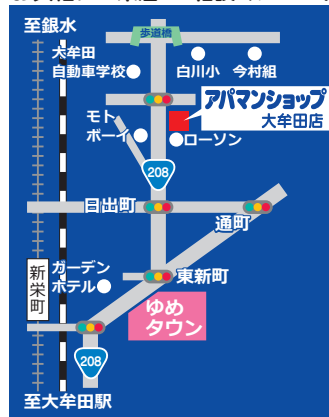 至銀水
歩道橋
大牟田
自動車学校
白川小
今村組
アパマンショップ
大牟田店
モト
ボーイ
ローソン
208
日出町
通町
新栄町
ガーデン
ホテル
東新町
ゆめ
タウン
208
至大牟田駅